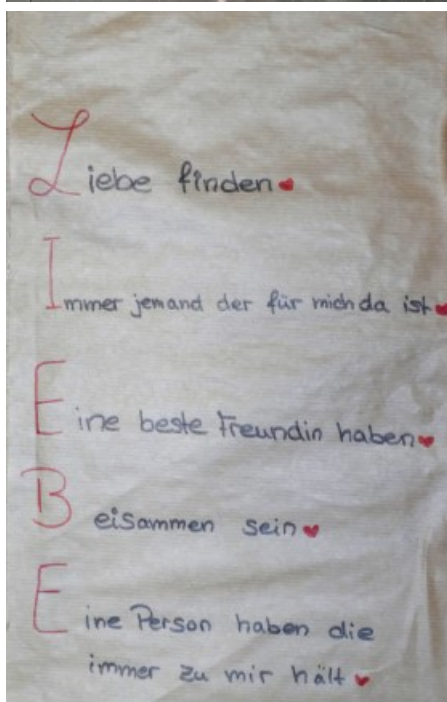 Liebe finden
Immer jemand der für mich da ist
Eine beste Freundin haben
Beisammen sein
Eine Person haben die
immer zu mir hält